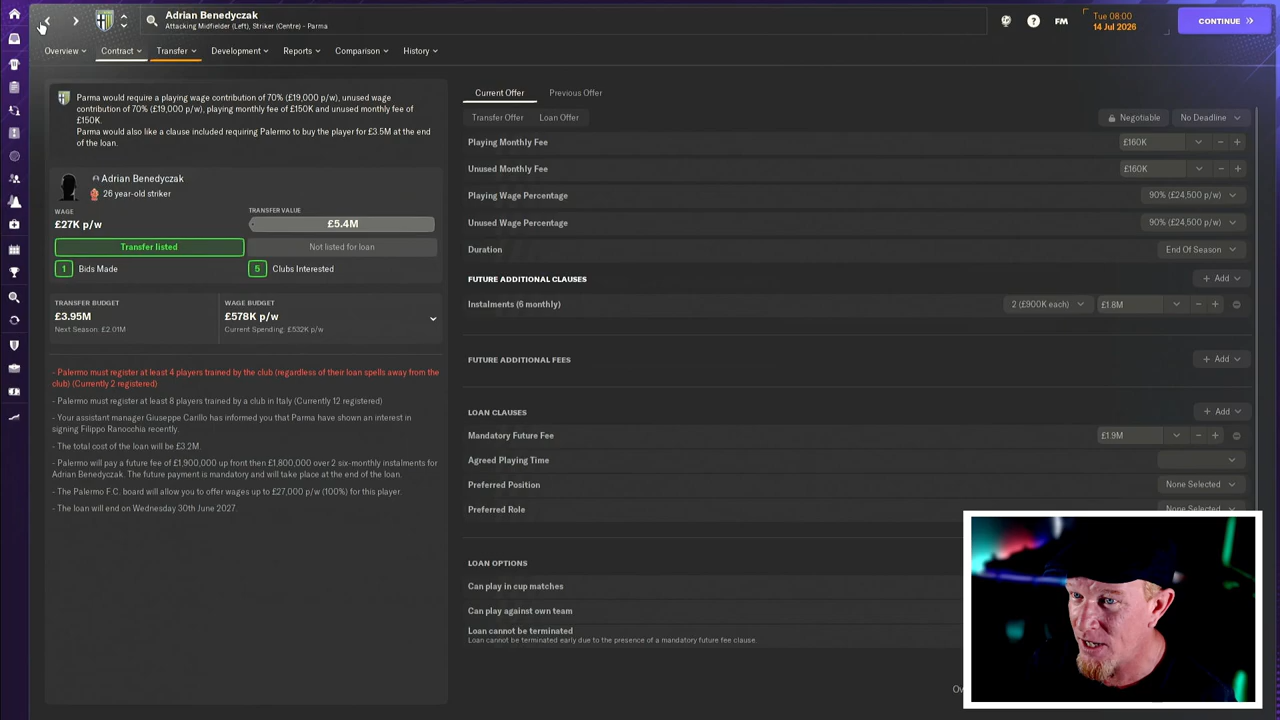 Adrian Benedyczak
Attacking Midfielder (Left), Striker (Centre) - Parma
FM
Tue 08:00
14 Jul 2026
CONTINUE
Overview
Contract
Transfer
Development
Reports
Comparison
History
Parma would require a playing wage contribution of 70% (£19,000 p/w), unused wage
contribution of 70% (£19,000 p/w), playing monthly fee of £150K and unused monthly fee of
£150K.
Parma would also like a clause included requiring Palermo to buy the player for £3.5M at the end
of the loan.
Adrian Benedyczak
26 year-old striker
WAGE
£27K p/w
TRANSFER VALUE
£5.4M
Transfer listed
Not listed for loan
1 Bids Made
5 Clubs Interested
TRANSFER BUDGET
£3.95M
Next Season: £2.01M
WAGE BUDGET
£578K p/w
Current Spending: £532K p/w
- Palermo must register at least 4 players trained by the club (regardless of their loan spells away from the
club) (Currently 2 registered)
- Palermo must register at least 8 players trained by a club in Italy (Currently 12 registered)
- Your assistant manager Giuseppe Carillo has informed you that Parma have shown an interest in
signing Filippo Ranocchia recently.
- The total cost of the loan will be £3.2M.
- Palermo will pay a future fee of £1,900,000 up front then £1,800,000 over 2 six-monthly instalments for
Adrian Benedyczak. The future payment is mandatory and will take place at the end of the loan.
- The Palermo F.C. board will allow you to offer wages up to £27,000 p/w (100%) for this player.
- The loan will end on Wednesday 30th June 2027.
Current Offer
Previous Offer
Transfer Offer
Loan Offer
Negotiable
No Deadline
Playing Monthly Fee
£160K
Unused Monthly Fee
£160K
Playing Wage Percentage
90% (£24,500 p/w)
Unused Wage Percentage
90% (£24,500 p/w)
Duration
End Of Season
FUTURE ADDITIONAL CLAUSES
+ Add
Instalments (6 monthly)
2 (£900K each)
£1.8M
FUTURE ADDITIONAL FEES
+ Add
LOAN CLAUSES
+ Add
Mandatory Future Fee
£1.9M
Agreed Playing Time
Preferred Position
None Selected
Preferred Role
None Selected
LOAN OPTIONS
Can play in cup matches
Can play against own team
Loan cannot be terminated
Loan cannot be terminated early due to the presence of a mandatory future fee clause.